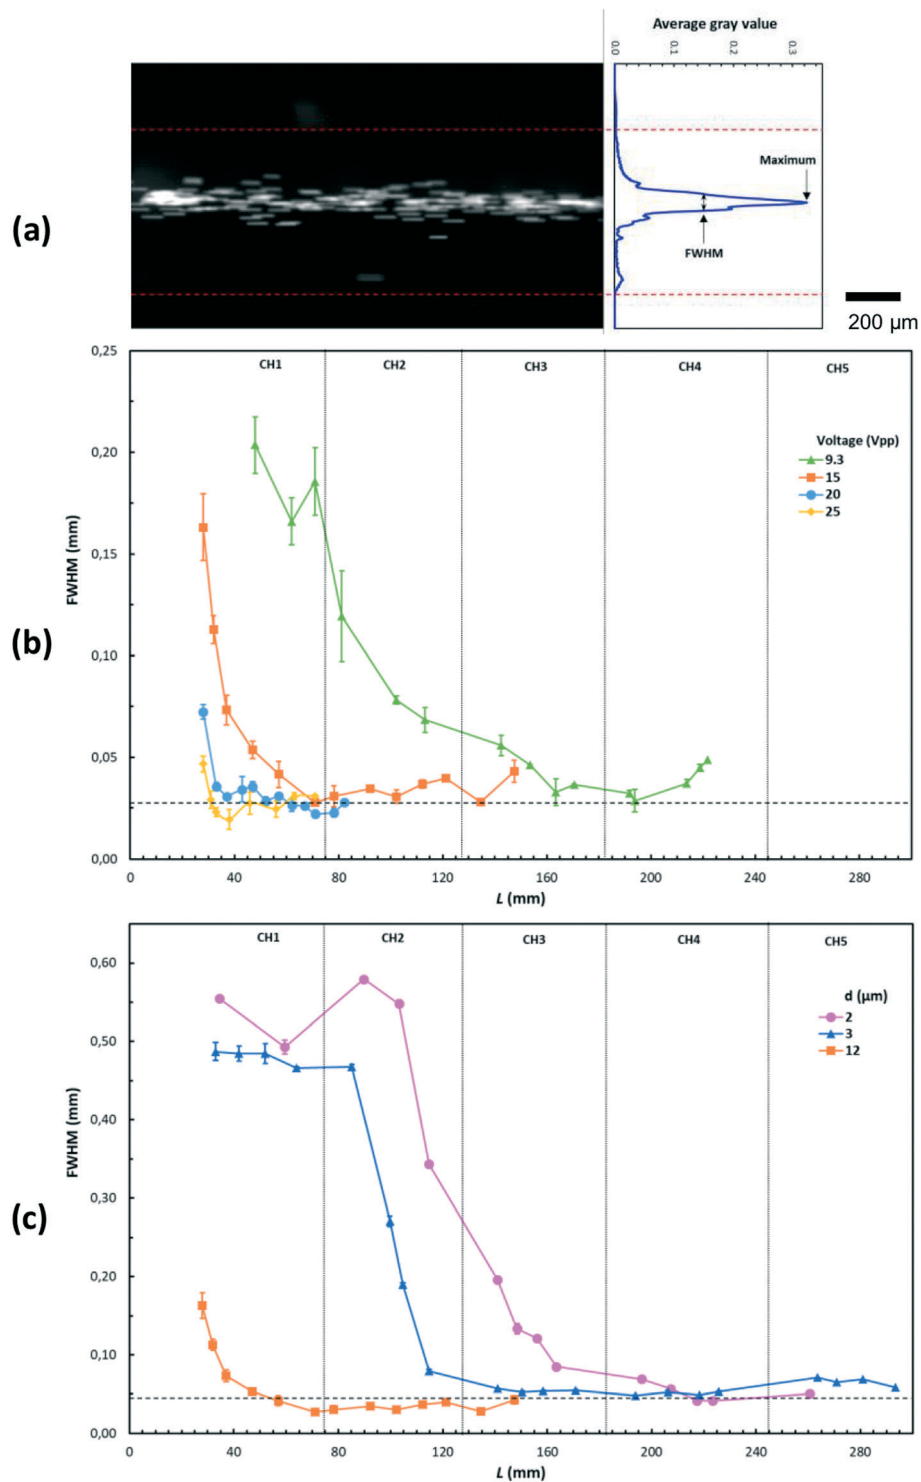 Average gray value
0.0 0.1 0.2 0.3
Maximum
FWHM
(a)
200 µm
CH1 CH2 CH3 CH4 CH5
0,25
0,20
0,15
0,10
0,05
0,00
FWHM (mm)
Voltage (Vpp)
9.3
15
20
25
(b)
0 40 80 120 160 200 240 280
L (mm)
CH1 CH2 CH3 CH4 CH5
0,60
0,50
0,40
0,30
0,20
0,10
0,00
FWHM (mm)
d (µm)
2
3
12
(c)
0 40 80 120 160 200 240 280
L (mm)